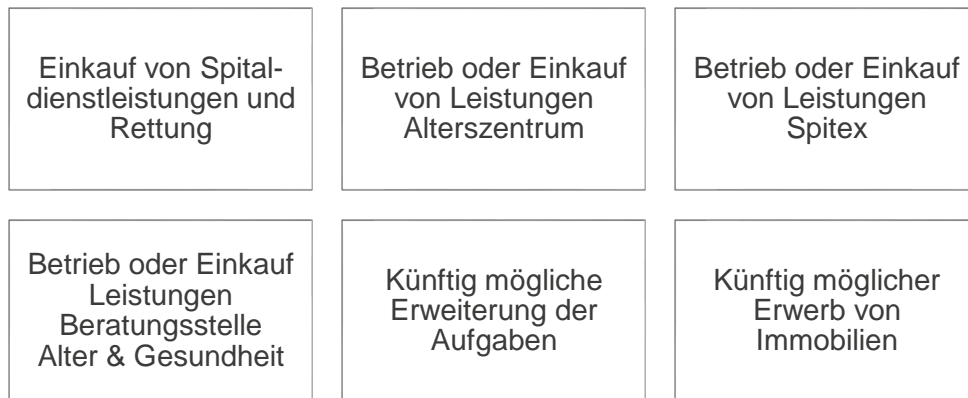 Einkauf von Spital-
dienstleistungen und
Rettung
Betrieb oder Einkauf
von Leistungen
Alterszentrum
Betrieb oder Einkauf
von Leistungen
Spitex
Betrieb oder Einkauf
Leistungen
Beratungsstelle
Alter & Gesundheit
Künftig mögliche
Erweiterung der
Aufgaben
Künftig möglicher
Erwerb von
Immobilien